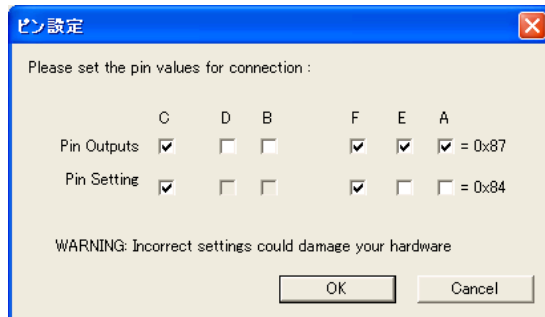 ピン設定
Please set the pin values for connection :
C D B F E A
Pin Outputs = 0x87
Pin Setting = 0x84
WARNING: Incorrect settings could damage your hardware
OK Cancel